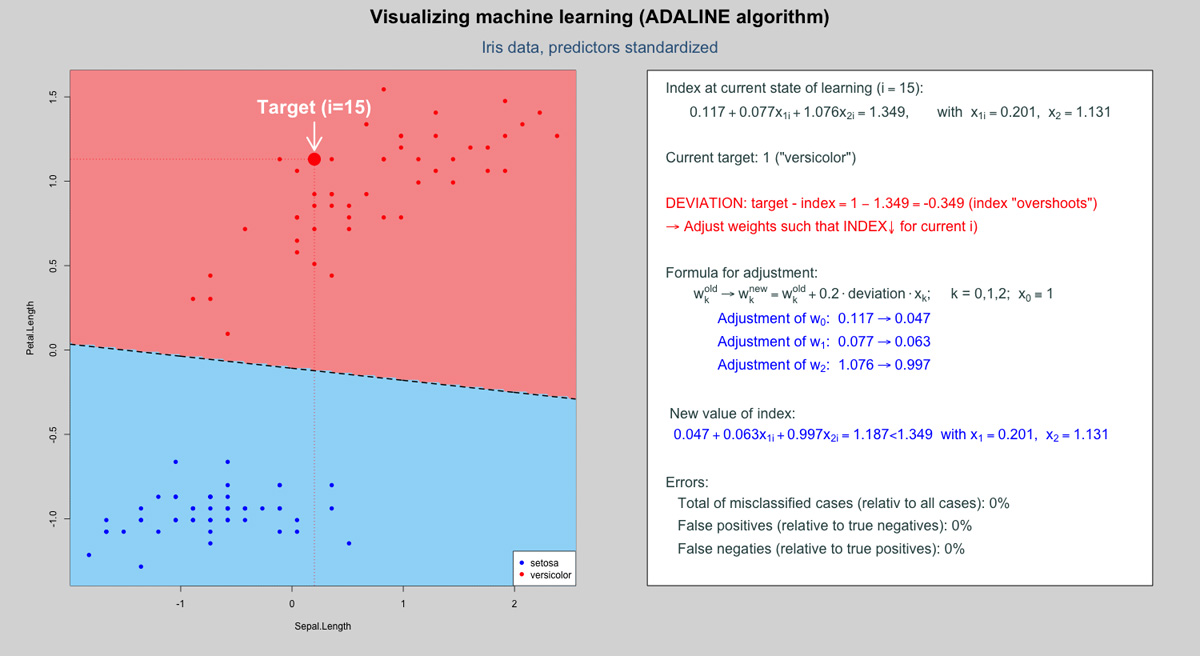 Visualizing machine learning (ADALINE algorithm)
Iris data, predictors standardized
Target (i=15)
1.5
1.0
0.5
0.0
-0.5
-1.0
Petal.Length
-1
0
1
2
Sepal.Length
setosa
versicolor
Index at current state of learning (i = 15):
0.117 + 0.077x1i + 1.076x2i = 1.349, with x1i = 0.201, x2 = 1.131
Current target: 1 ("versicolor")
DEVIATION: target - index = 1 − 1.349 = -0.349 (index "overshoots")
→ Adjust weights such that INDEX↓ for current i)
Formula for adjustment:
wk^old → wk^new = wk^old + 0.2 · deviation · xk; k = 0,1,2; x0 ≡ 1
Adjustment of w0: 0.117 → 0.047
Adjustment of w1: 0.077 → 0.063
Adjustment of w2: 1.076 → 0.997
New value of index:
0.047 + 0.063x1i + 0.997x2i = 1.187<1.349 with x1 = 0.201, x2 = 1.131
Errors:
Total of misclassified cases (relativ to all cases): 0%
False positives (relative to true negatives): 0%
False negaties (relative to true positives): 0%